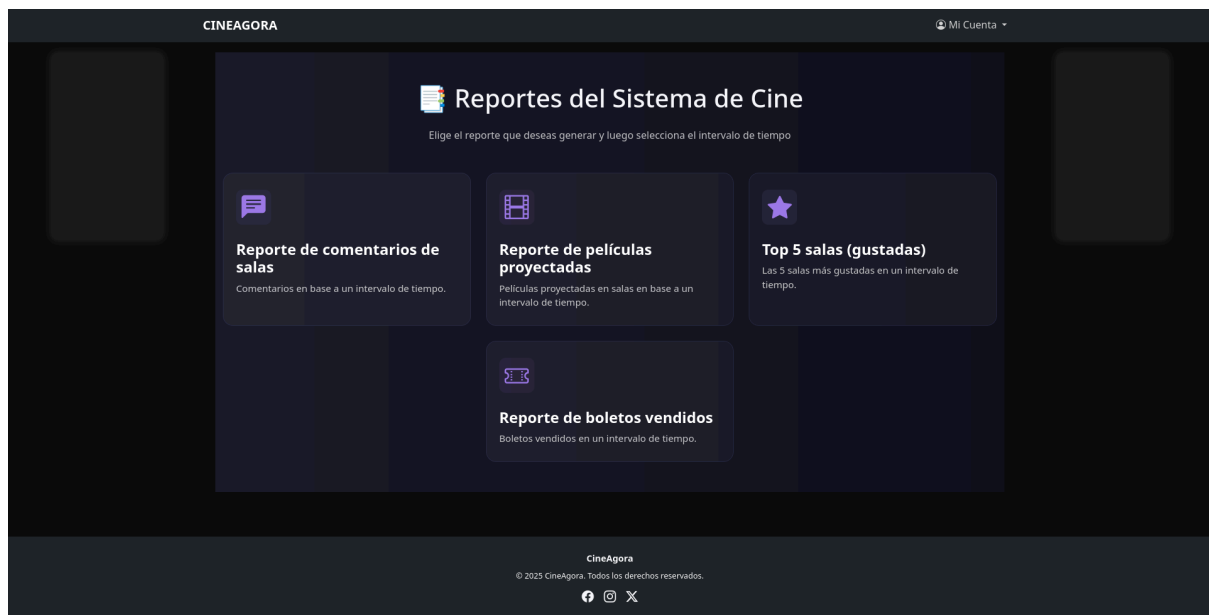 CINEAGORA
Mi Cuenta
Reportes del Sistema de Cine
Elige el reporte que deseas generar y luego selecciona el intervalo de tiempo
Reporte de comentarios de
salas
Comentarios en base a un intervalo de tiempo.
Reporte de películas
proyectadas
Películas proyectadas en salas en base a un
intervalo de tiempo.
Top 5 salas (gustadas)
Las 5 salas más gustadas en un intervalo de
tiempo.
Reporte de boletos vendidos
Boletos vendidos en un intervalo de tiempo.
CineAgora
© 2025 CineAgora. Todos los derechos reservados.